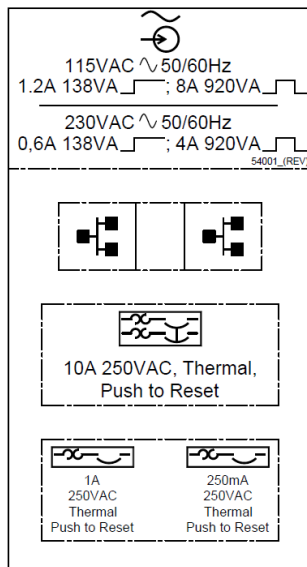 115VAC 50/60Hz
1.2A 138VA ; 8A 920VA
230VAC 50/60Hz
0,6A 138VA ; 4A 920VA
54001_(REV)
10A 250VAC, Thermal,
Push to Reset
1A
250VAC
Thermal
Push to Reset
250mA
250VAC
Thermal
Push to Reset